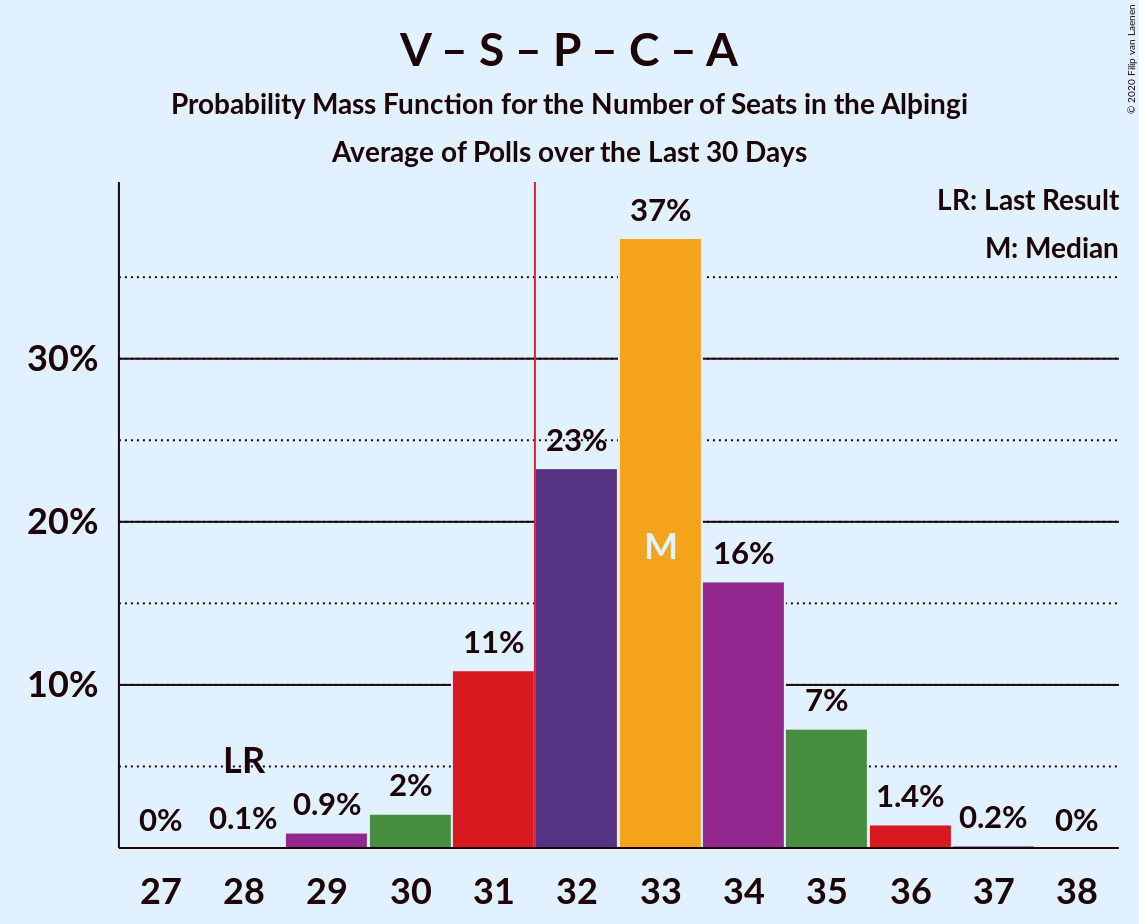 V – S – P – C – A
Probability Mass Function for the Number of Seats in the Alþingi
Average of Polls over the Last 30 Days
© 2020 Filip van Laenen
LR: Last Result
M: Median
37%
30%
23%
20%
M
16%
11%
10%
7%
LR
2%
0.9%
1.4%
0% 0.1%
0.2% 0%
27 28 29 30 31 32 33 34 35 36 37 38